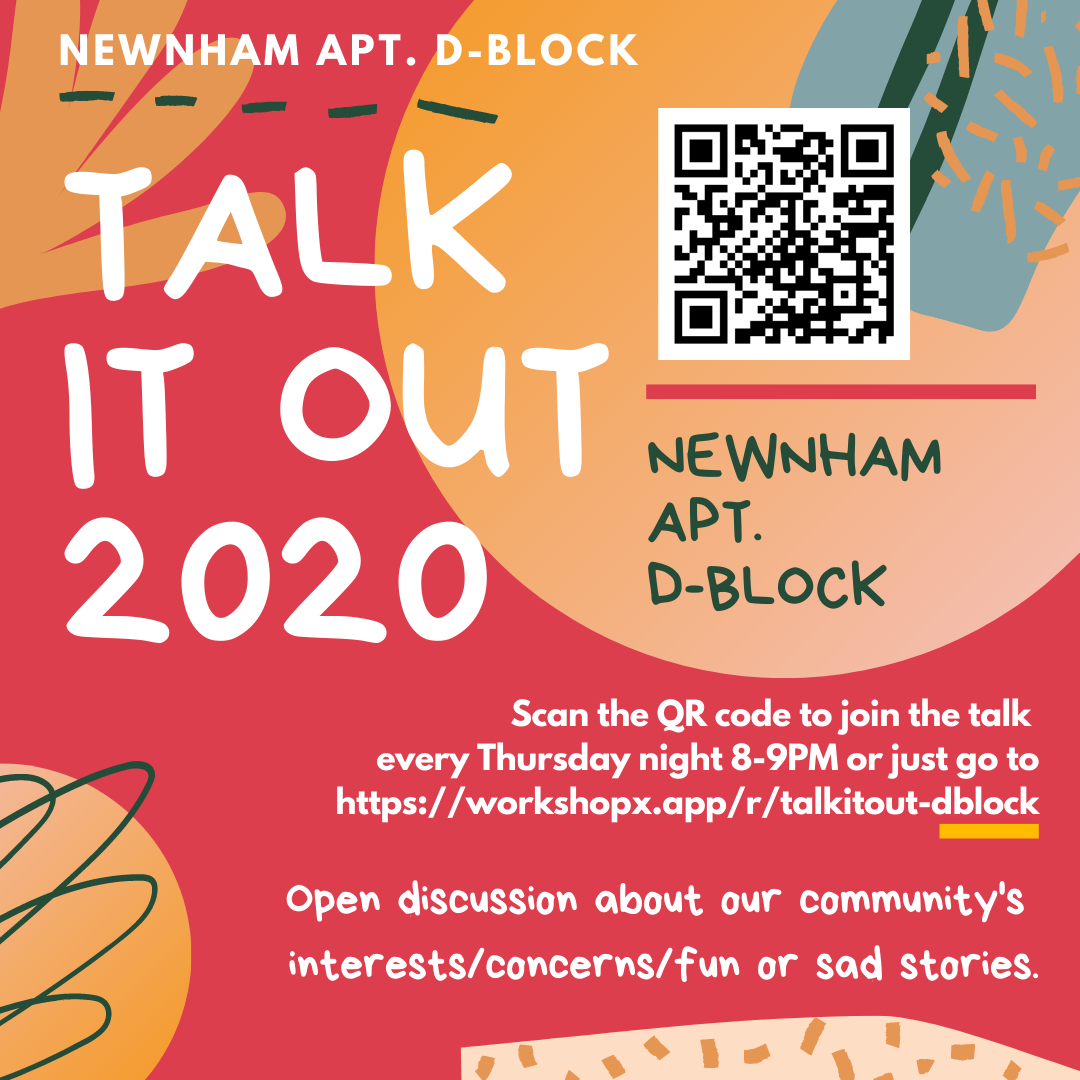 NEWNHAM APT. D-BLOCK
TALK
IT OUT
2020
NEWNHAM
APT.
D-BLOCK
Scan the QR code to join the talk
every Thursday night 8-9PM or just go to
https://workshopx.app/r/talkitout-dblock
Open discussion about our community's
interests/concerns/fun or sad stories.